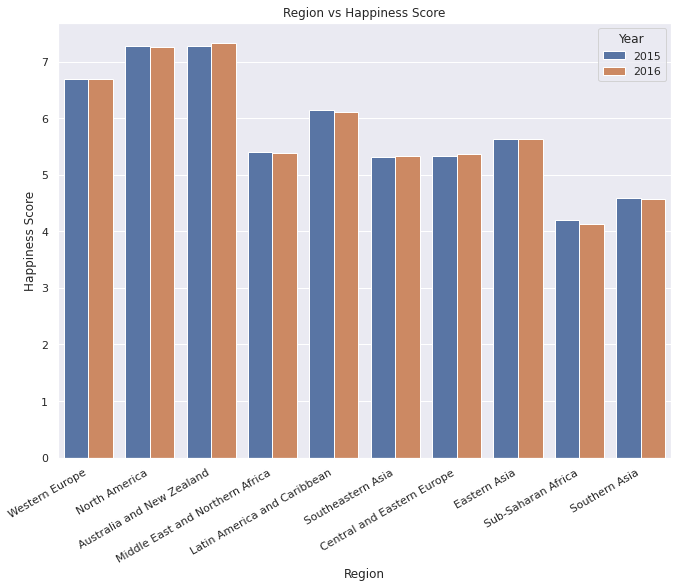 Region vs Happiness Score
Year
2015
2016
7
6
5
4
3
2
1
0
Happiness Score
Western Europe
North America
Australia and New Zealand
Middle East and Northern Africa
Latin America and Caribbean
Southeastern Asia
Central and Eastern Europe
Eastern Asia
Sub-Saharan Africa
Southern Asia
Region